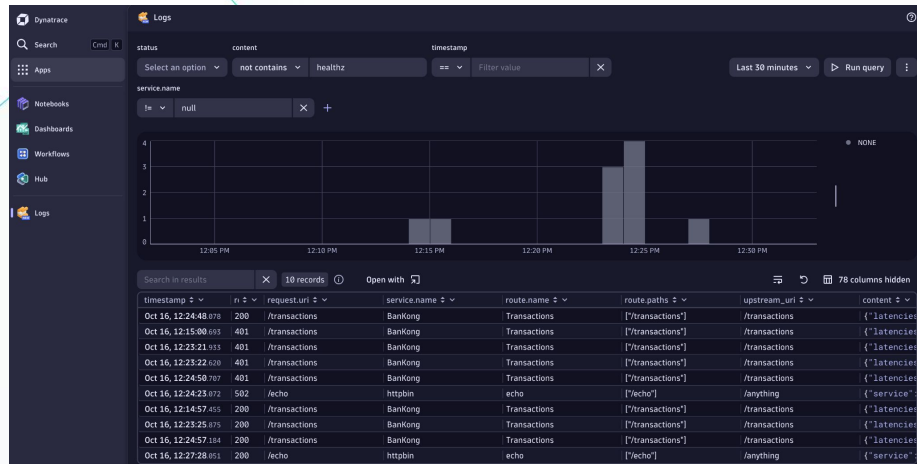 Dynatrace
Search Cmd K
Apps
Notebooks
Dashboards
Workflows
Hub
Logs
Logs
status content timestamp
Select an option not contains healthz == Filter value Last 30 minutes Run query
service.name
!= null +
4
3
2
1
0
12:05 PM 12:10 PM 12:15 PM 12:20 PM 12:25 PM 12:30 PM
NONE
Search in results 10 records Open with 78 columns hidden
timestamp request.uri service.name route.name route.paths upstream_uri content
Oct 16, 12:24:48.078 200 /transactions BanKong Transactions ["/transactions"] /transactions {"latencies
Oct 16, 12:15:00.693 401 /transactions BanKong Transactions ["/transactions"] /transactions {"latencies
Oct 16, 12:23:21.933 401 /transactions BanKong Transactions ["/transactions"] /transactions {"latencies
Oct 16, 12:23:22.620 401 /transactions BanKong Transactions ["/transactions"] /transactions {"latencies
Oct 16, 12:24:50.707 401 /transactions BanKong Transactions ["/transactions"] /transactions {"latencies
Oct 16, 12:24:23.072 502 /echo httpbin echo ["/echo"] /anything {"service":
Oct 16, 12:14:57.455 200 /transactions BanKong Transactions ["/transactions"] /transactions {"latencies
Oct 16, 12:23:25.875 200 /transactions BanKong Transactions ["/transactions"] /transactions {"latencies
Oct 16, 12:24:57.184 200 /transactions BanKong Transactions ["/transactions"] /transactions {"latencies
Oct 16, 12:27:28.051 200 /echo httpbin echo ["/echo"] /anything {"service":